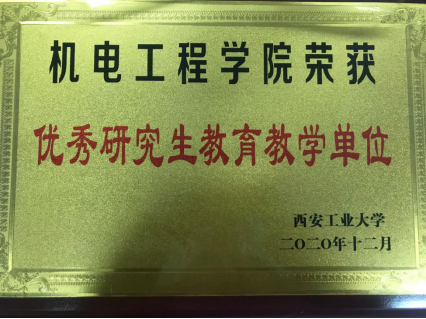 机电工程学院荣获
优秀研究生教育教学单位
西安工业大学
二〇二〇年十二月